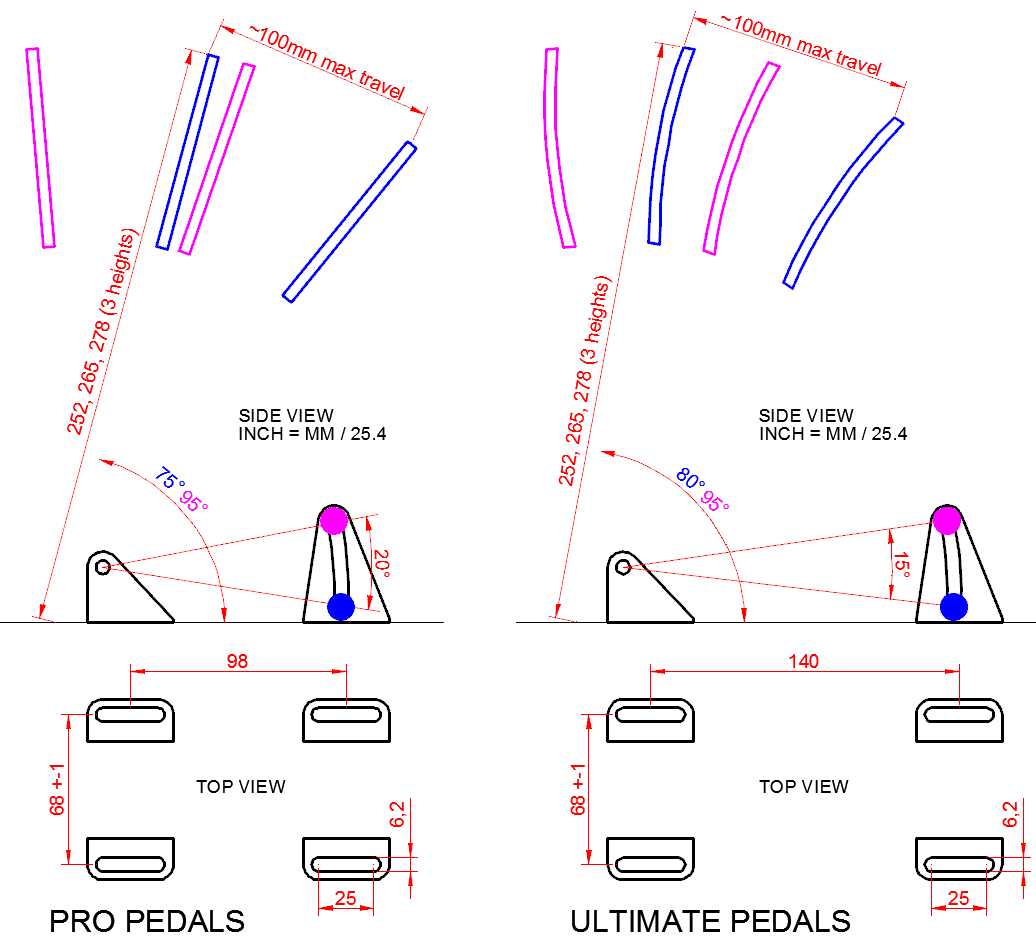 ~100mm max travel
252, 265, 278 (3 heights)
SIDE VIEW
INCH = MM / 25.4
75°
95°
20°
98
68 +-1
TOP VIEW
6,2
25
PRO PEDALS
~100mm max travel
252, 265, 278 (3 heights)
SIDE VIEW
INCH = MM / 25.4
80°
95°
15°
140
68 +-1
TOP VIEW
6,2
25
ULTIMATE PEDALS